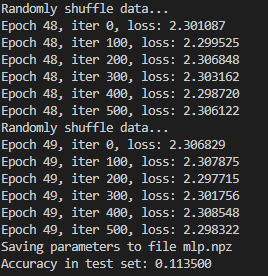 Randomly shuffle data...
Epoch 48, iter 0, loss: 2.301087
Epoch 48, iter 100, loss: 2.299525
Epoch 48, iter 200, loss: 2.306848
Epoch 48, iter 300, loss: 2.303162
Epoch 48, iter 400, loss: 2.298720
Epoch 48, iter 500, loss: 2.306122
Randomly shuffle data...
Epoch 49, iter 0, loss: 2.306829
Epoch 49, iter 100, loss: 2.307875
Epoch 49, iter 200, loss: 2.297715
Epoch 49, iter 300, loss: 2.301756
Epoch 49, iter 400, loss: 2.308548
Epoch 49, iter 500, loss: 2.298322
Saving parameters to file mlp.npz
Accuracy in test set: 0.113500